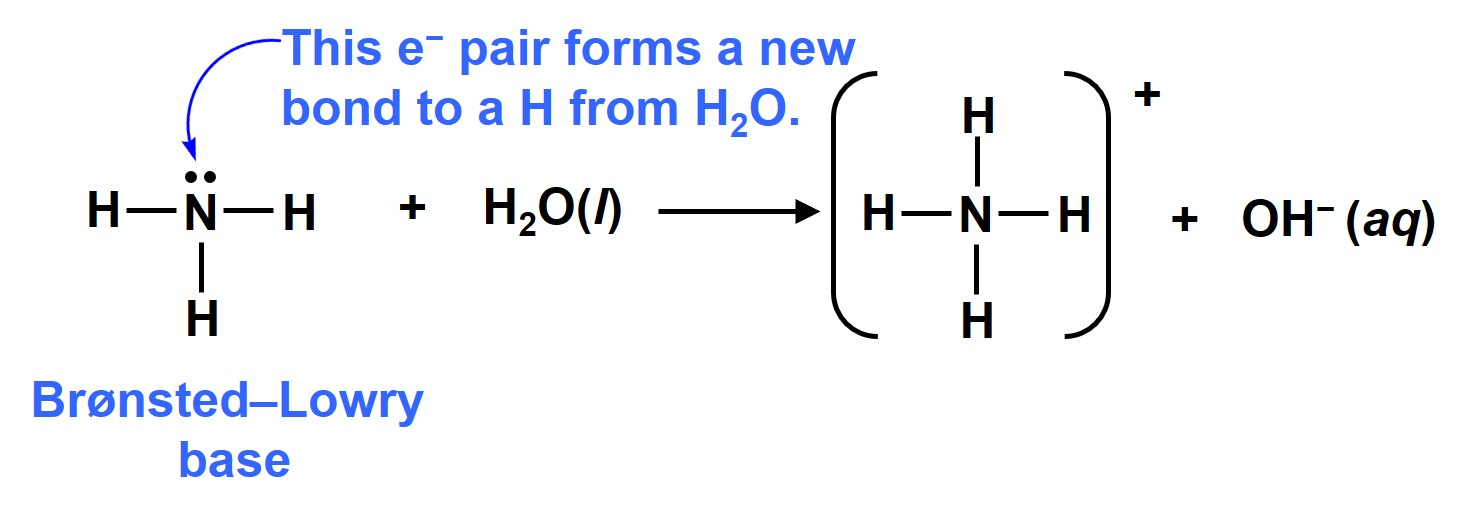 This e⁻ pair forms a new
bond to a H from H₂O.
H
+
H—N—H + H₂O(l) H—N—H + OH⁻ (aq)
H
H
Brønsted–Lowry
base